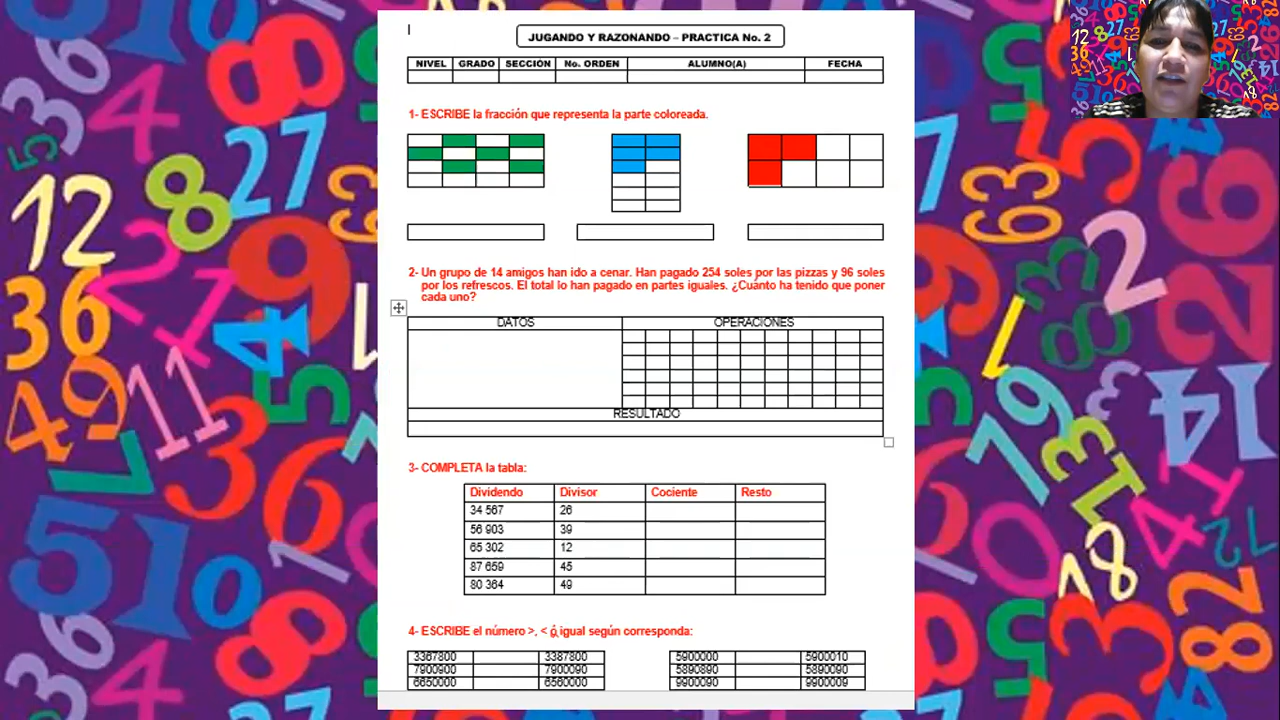 JUGANDO Y RAZONANDO – PRACTICA No. 2
NIVEL GRADO SECCIÓN No. ORDEN ALUMNO(A) FECHA
1- ESCRIBE la fracción que representa la parte coloreada.
2- Un grupo de 14 amigos han ido a cenar. Han pagado 254 soles por las pizzas y 96 soles
por los refrescos. El total lo han pagado en partes iguales. ¿Cuánto ha tenido que poner
cada uno?
DATOS OPERACIONES
RESULTADO
3- COMPLETA la tabla:
Dividendo Divisor Cociente Resto
34 567 26
56 903 39
65 302 12
87 659 45
80 364 49
4- ESCRIBE el número >, < ó igual según corresponda:
3367800 3387800 5900000 5900010
7900900 7900090 5890890 5890090
6650000 6560000 9900090 9900009